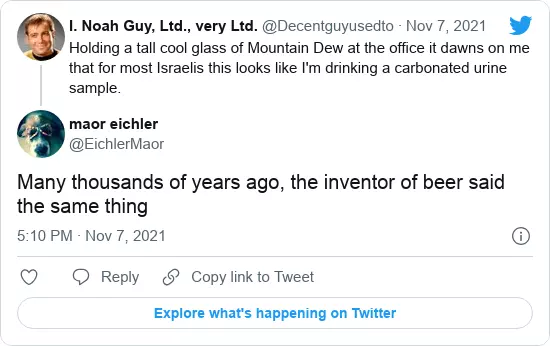 I. Noah Guy, Ltd., very Ltd. @Decentguyusedto · Nov 7, 2021
Holding a tall cool glass of Mountain Dew at the office it dawns on me
that for most Israelis this looks like I'm drinking a carbonated urine
sample.
maor eichler
@EichlerMaor
Many thousands of years ago, the inventor of beer said
the same thing
5:10 PM · Nov 7, 2021
Reply
Copy link to Tweet
Explore what's happening on Twitter